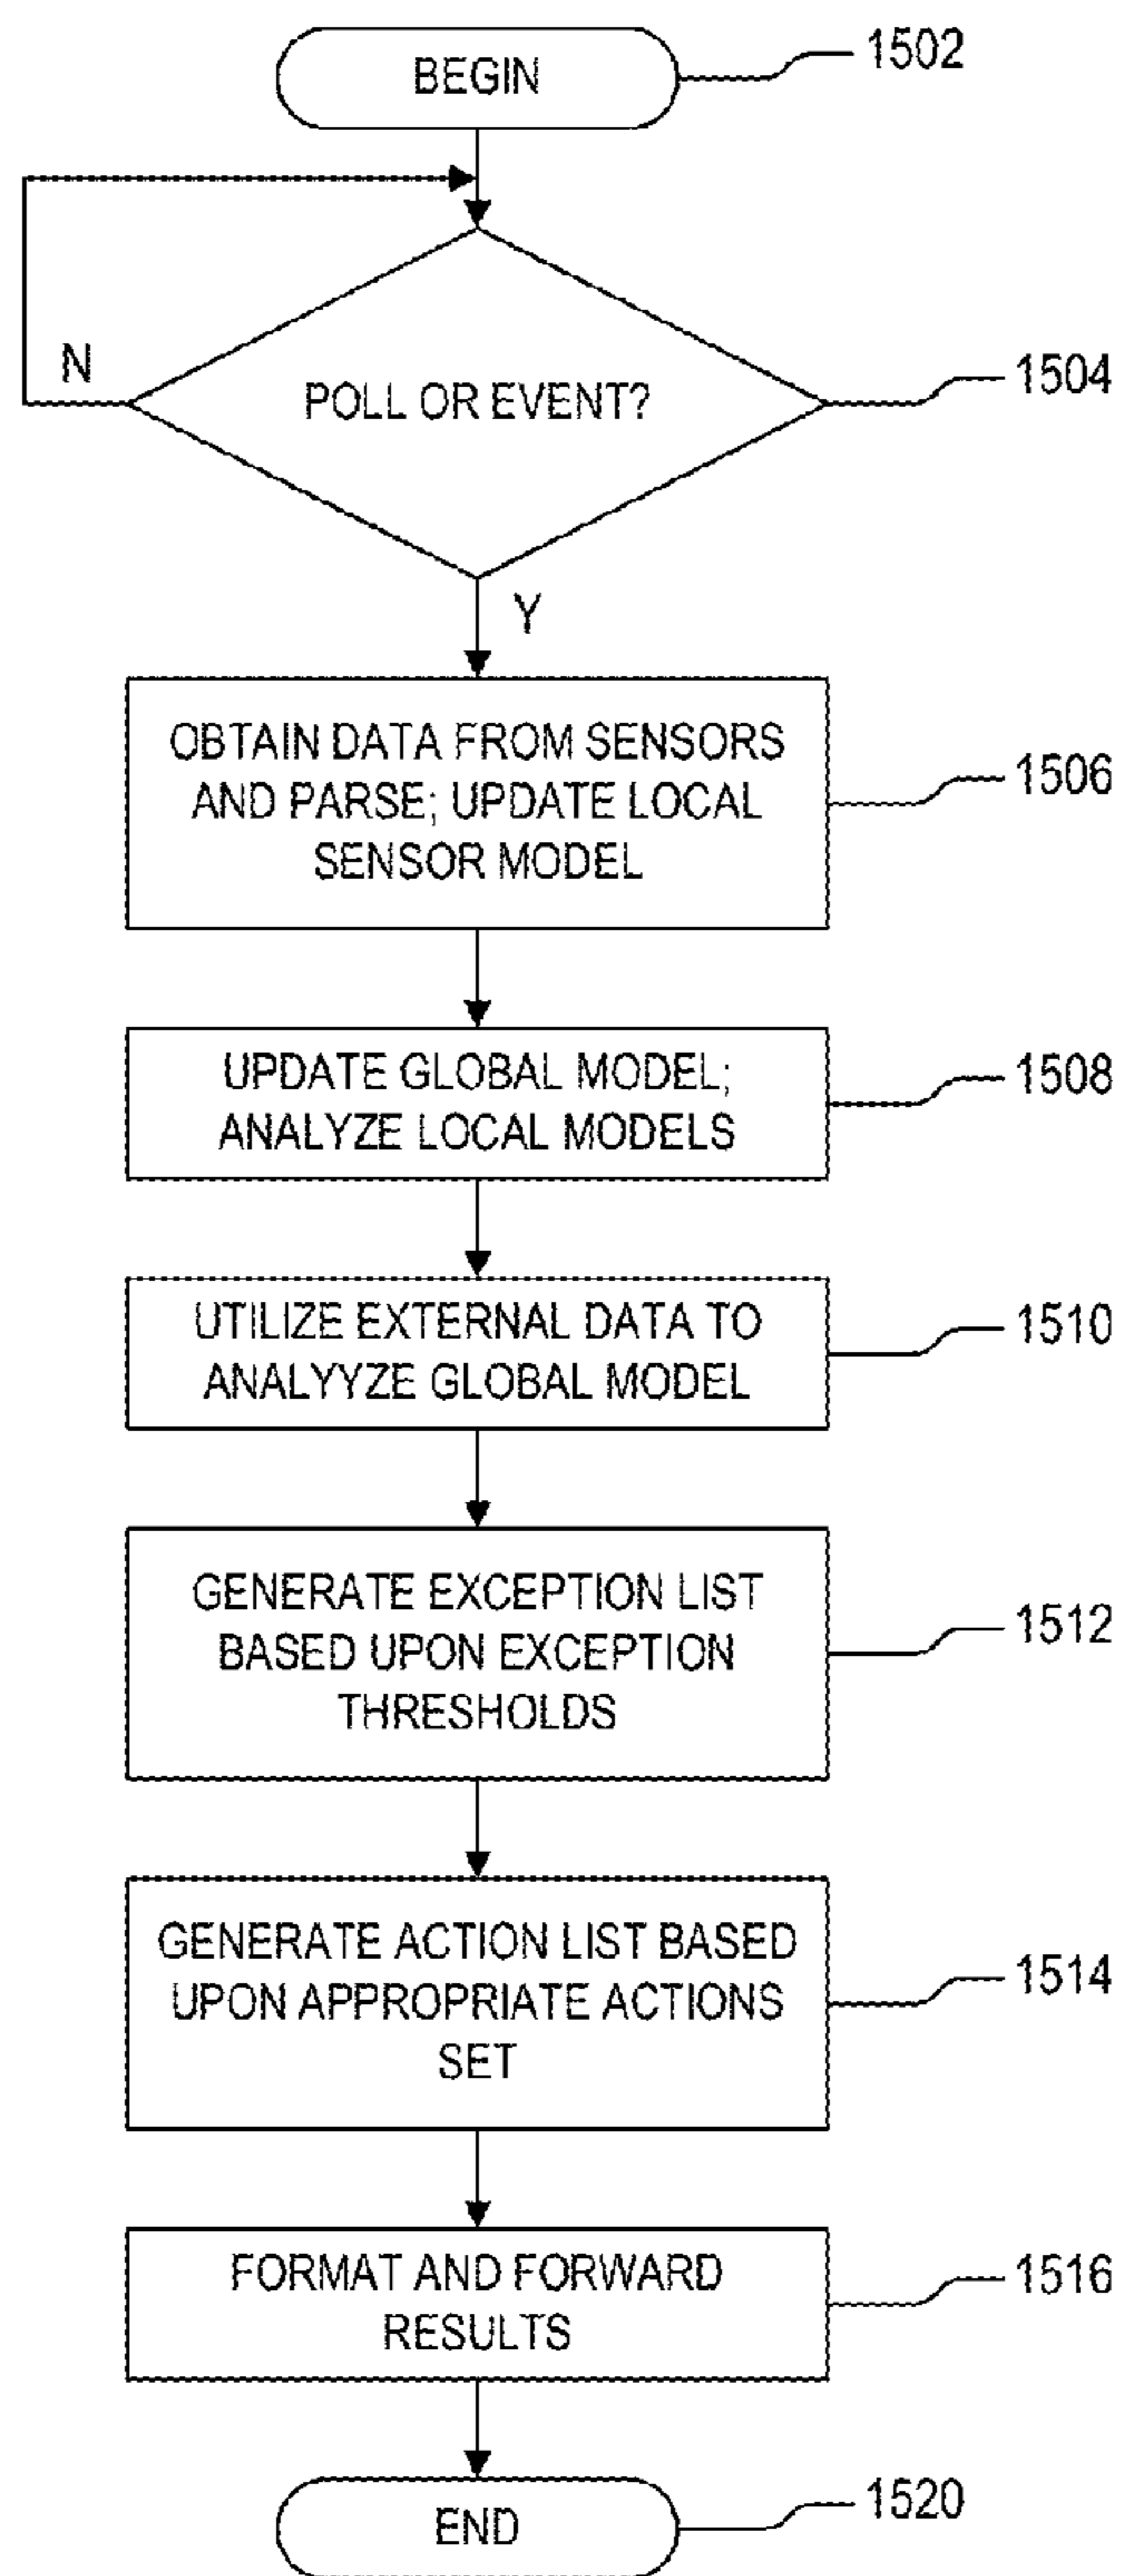 BEGIN
1502
N
POLL OR EVENT?
1504
Y
OBTAIN DATA FROM SENSORS
AND PARSE; UPDATE LOCAL
SENSOR MODEL
1506
UPDATE GLOBAL MODEL;
ANALYZE LOCAL MODELS
1508
UTILIZE EXTERNAL DATA TO
ANALYYZE GLOBAL MODEL
1510
GENERATE EXCEPTION LIST
BASED UPON EXCEPTION
THRESHOLDS
1512
GENERATE ACTION LIST BASED
UPON APPROPRIATE ACTIONS
SET
1514
FORMAT AND FORWARD
RESULTS
1516
END
1520